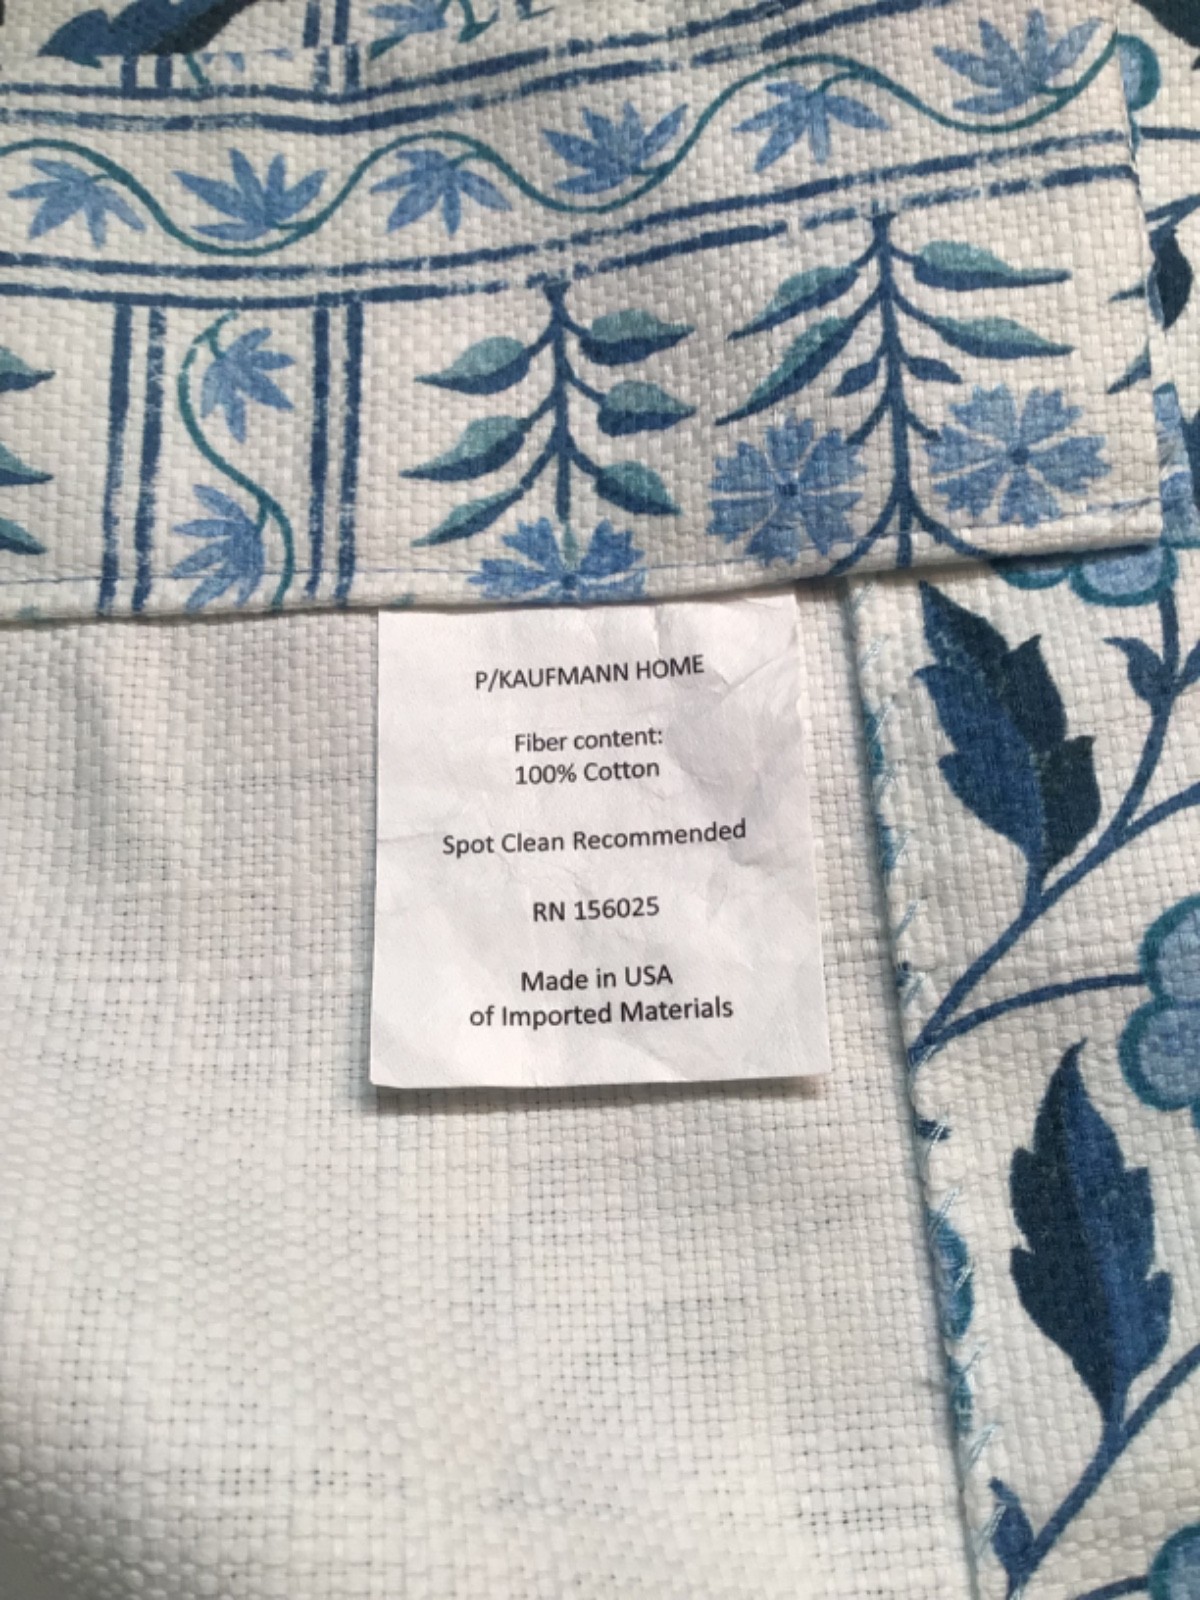 P/KAUFMANN HOME
Fiber content:
100% Cotton
Spot Clean Recommended
RN 156025
Made in USA
of Imported Materials